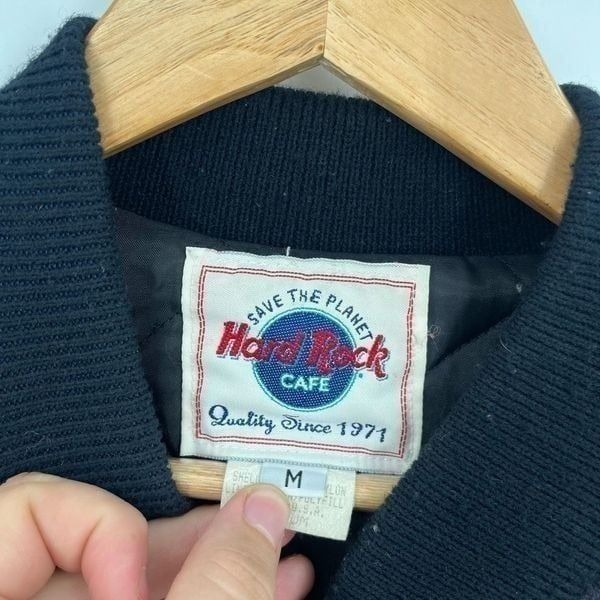 SAVE THE PLANET
Hard Rock
CAFE
Quality Since 1971
M